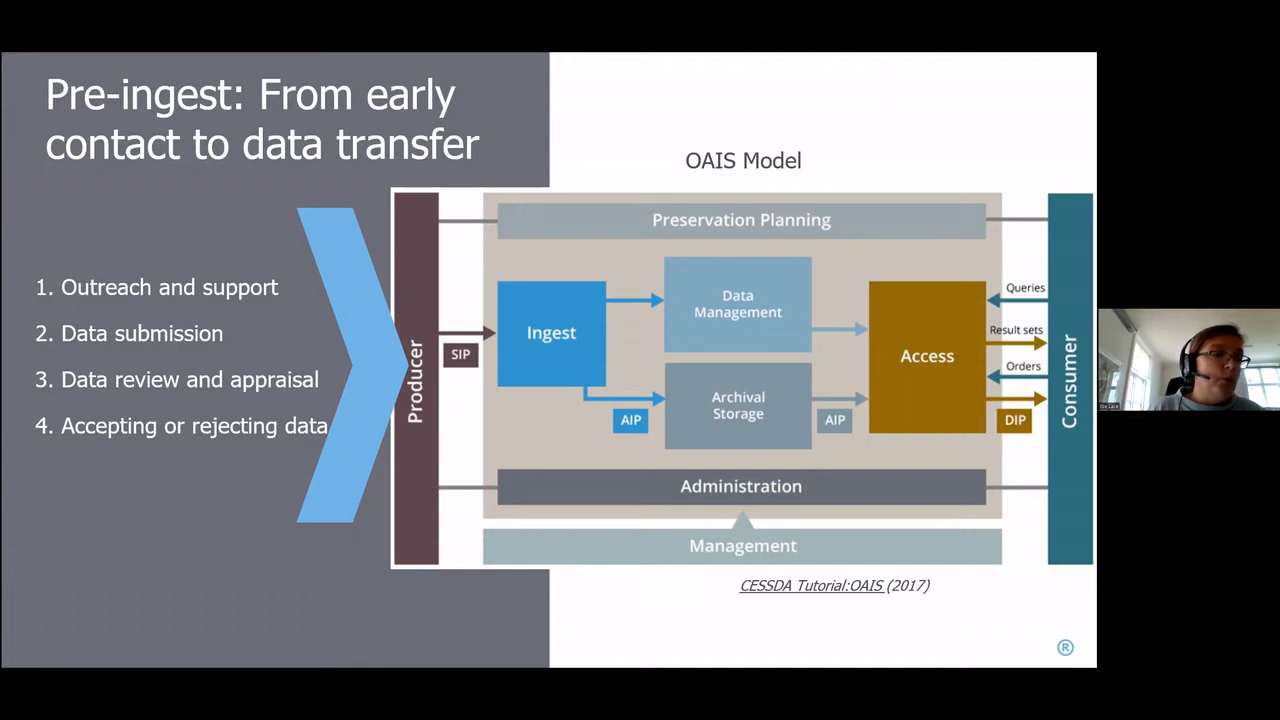 Pre-ingest: From early
contact to data transfer
1. Outreach and support
2. Data submission
3. Data review and appraisal
4. Accepting or rejecting data
OAIS Model
Producer
SIP
Preservation Planning
Ingest
Data
Management
AIP
Archival
Storage
AIP
Access
Queries
Result sets
Orders
DIP
Consumer
Administration
Management
CESSDA Tutorial:OAIS (2017)
®